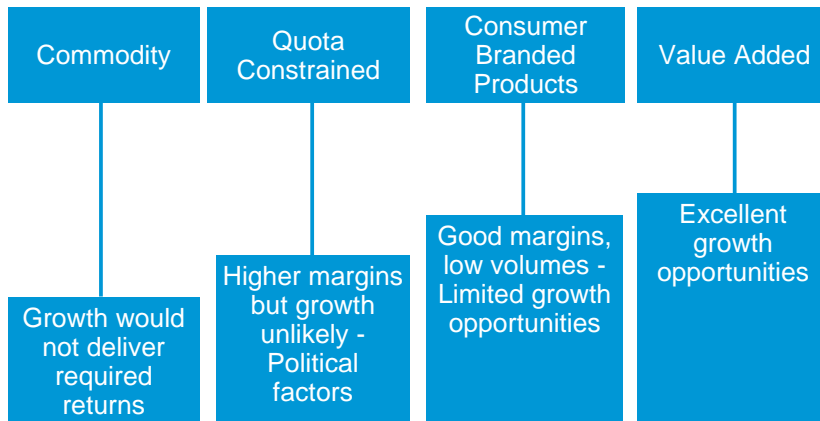 Commodity
Quota
Constrained
Consumer
Branded
Products
Value Added
Growth would
not deliver
required
returns
Higher margins
but growth
unlikely -
Political
factors
Good margins,
low volumes -
Limited growth
opportunities
Excellent
growth
opportunities